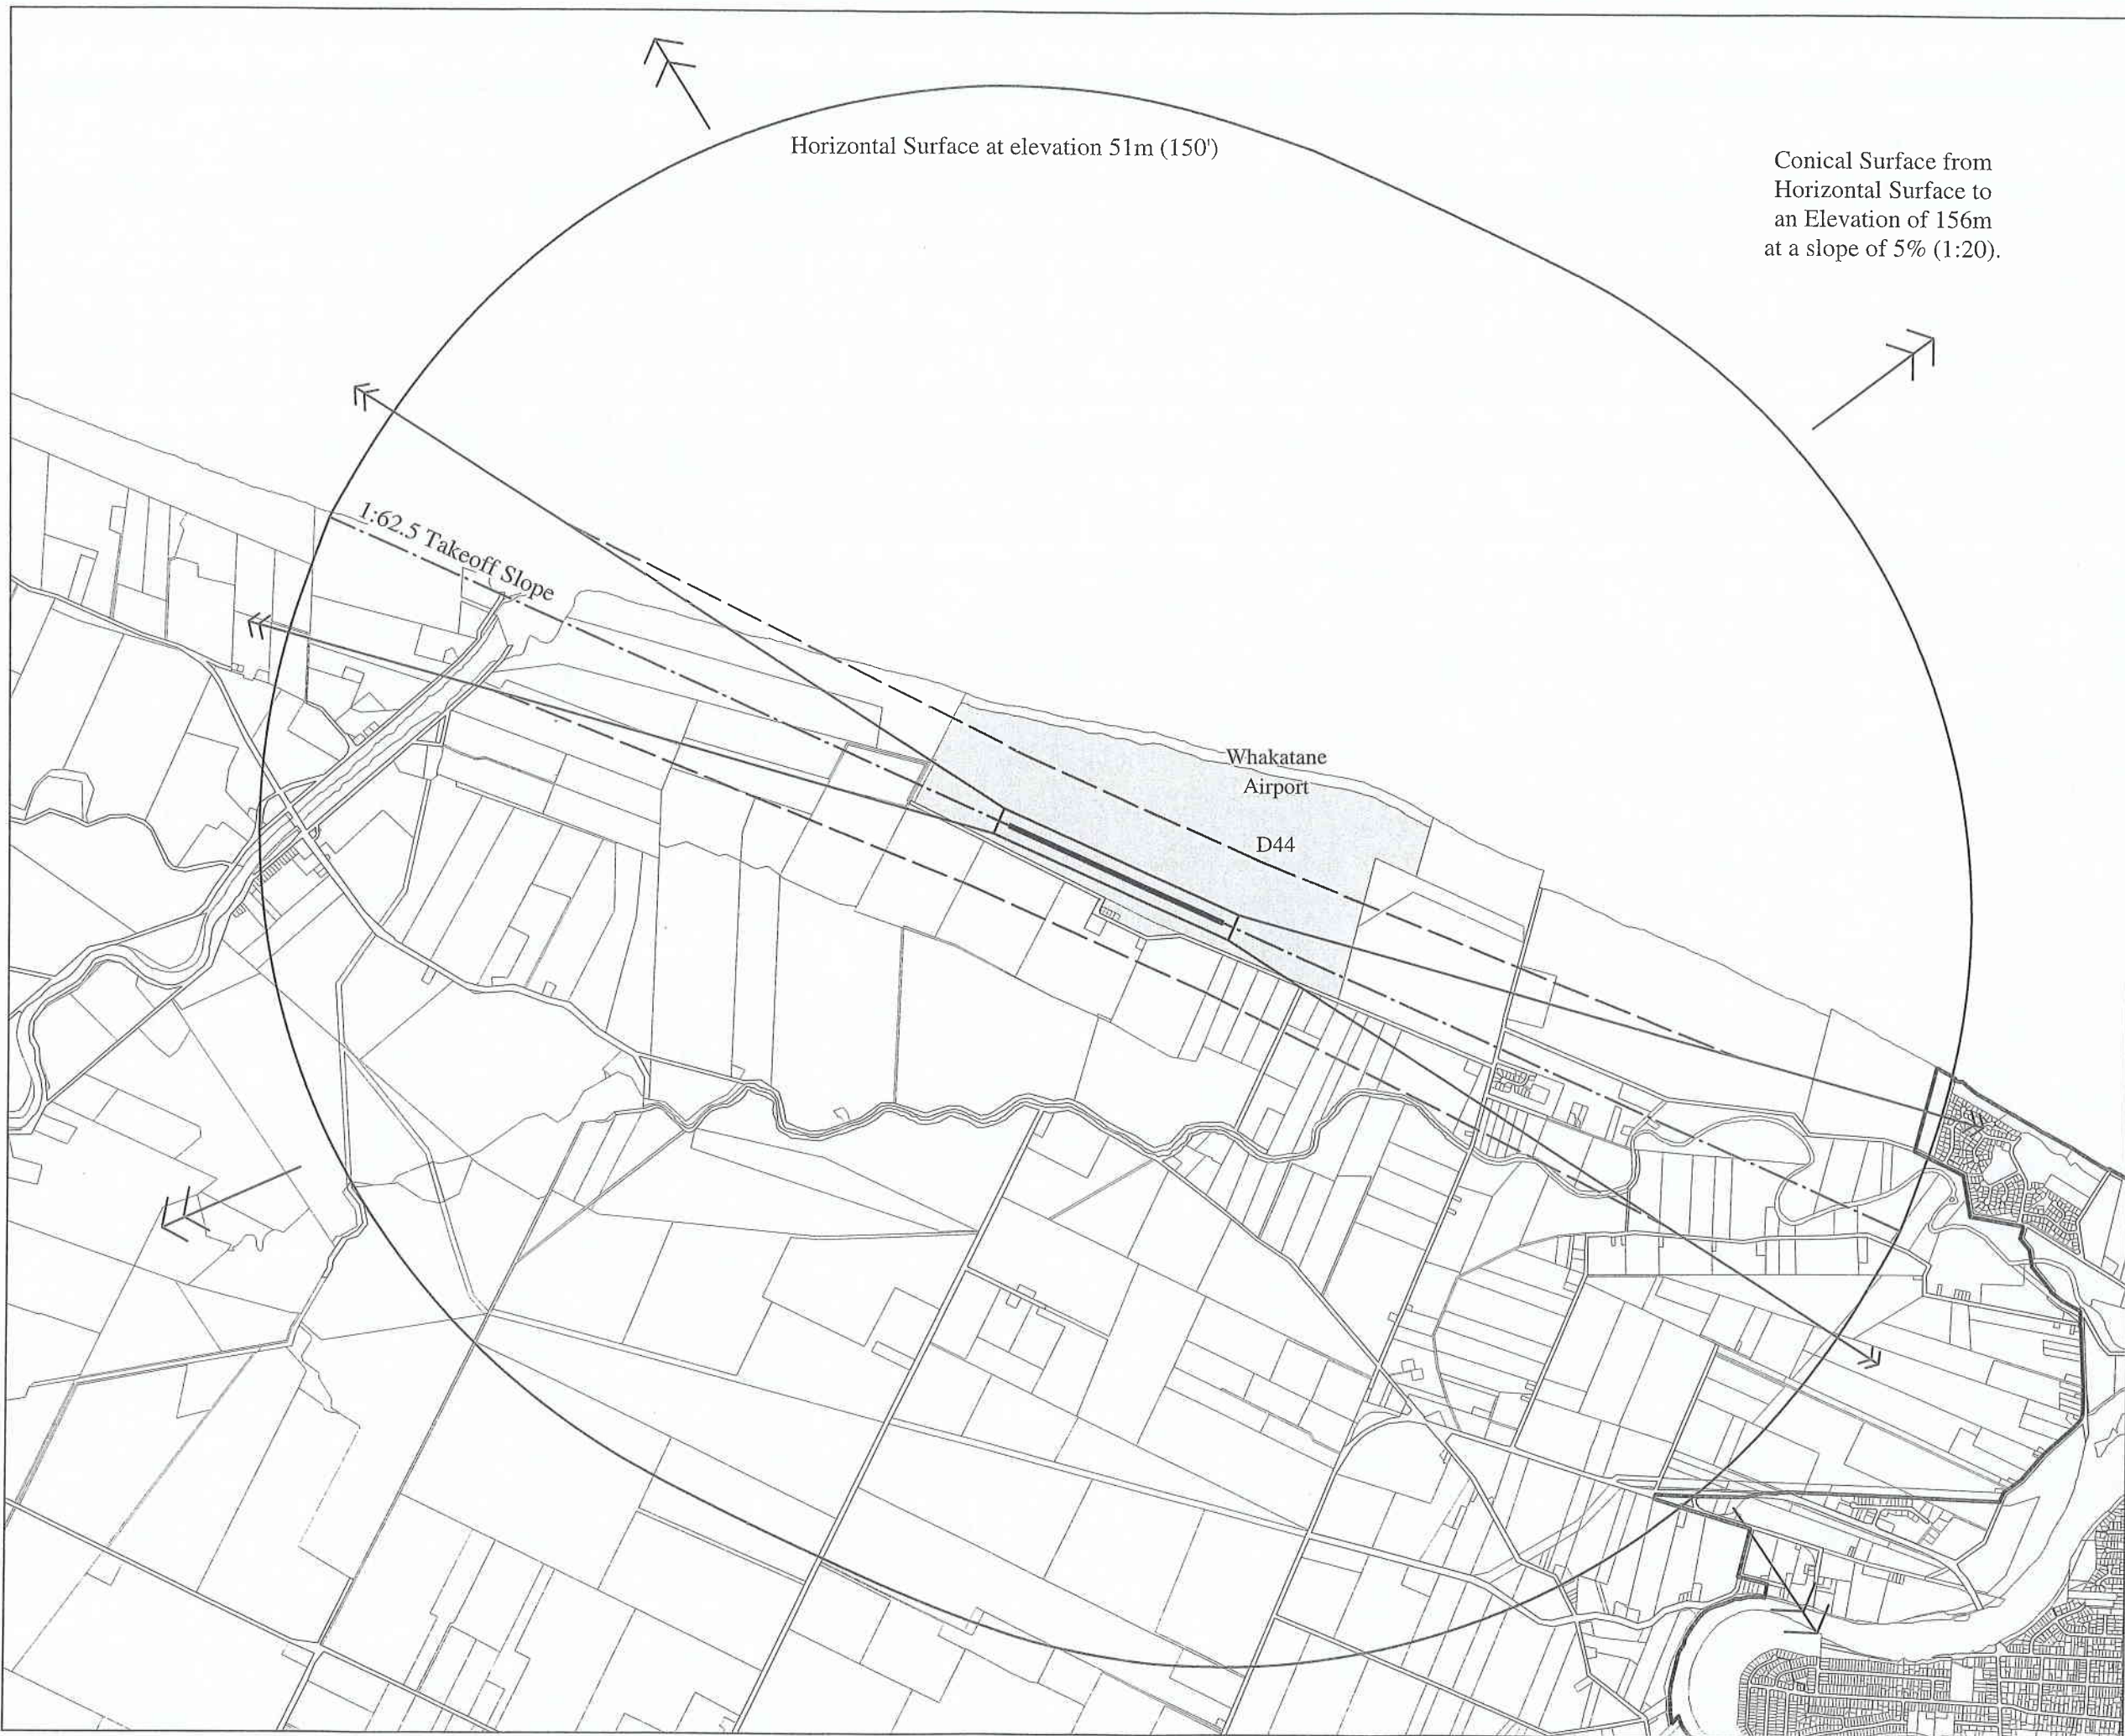 Horizontal Surface at elevation 51m (150')
Conical Surface from
Horizontal Surface to
an Elevation of 156m
at a slope of 5% (1:20).
1:62.5 Takeoff Slope
Whakatane
Airport
D44